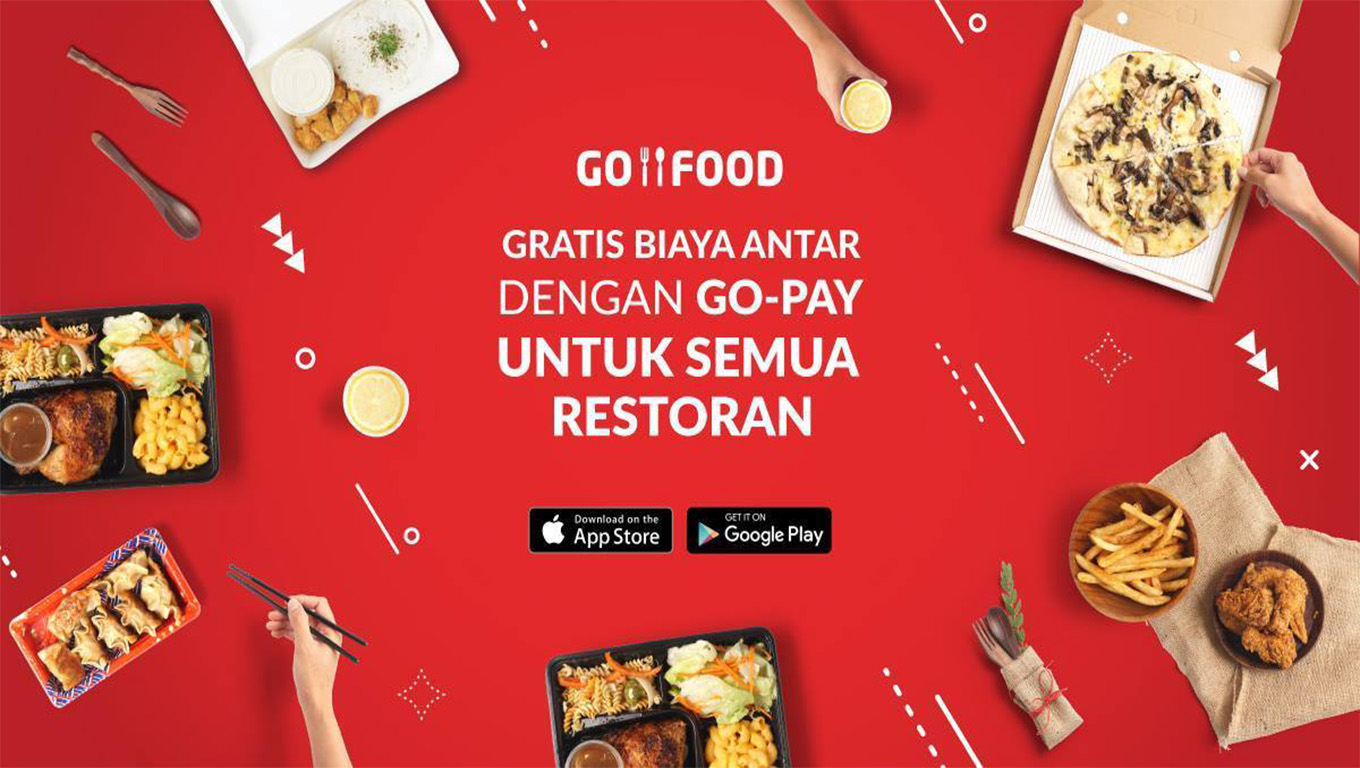 GO FOOD
GRATIS BIAYA ANTAR
DENGAN GO-PAY
UNTUK SEMUA
RESTORAN
Download on the
App Store
GET IT ON
Google Play